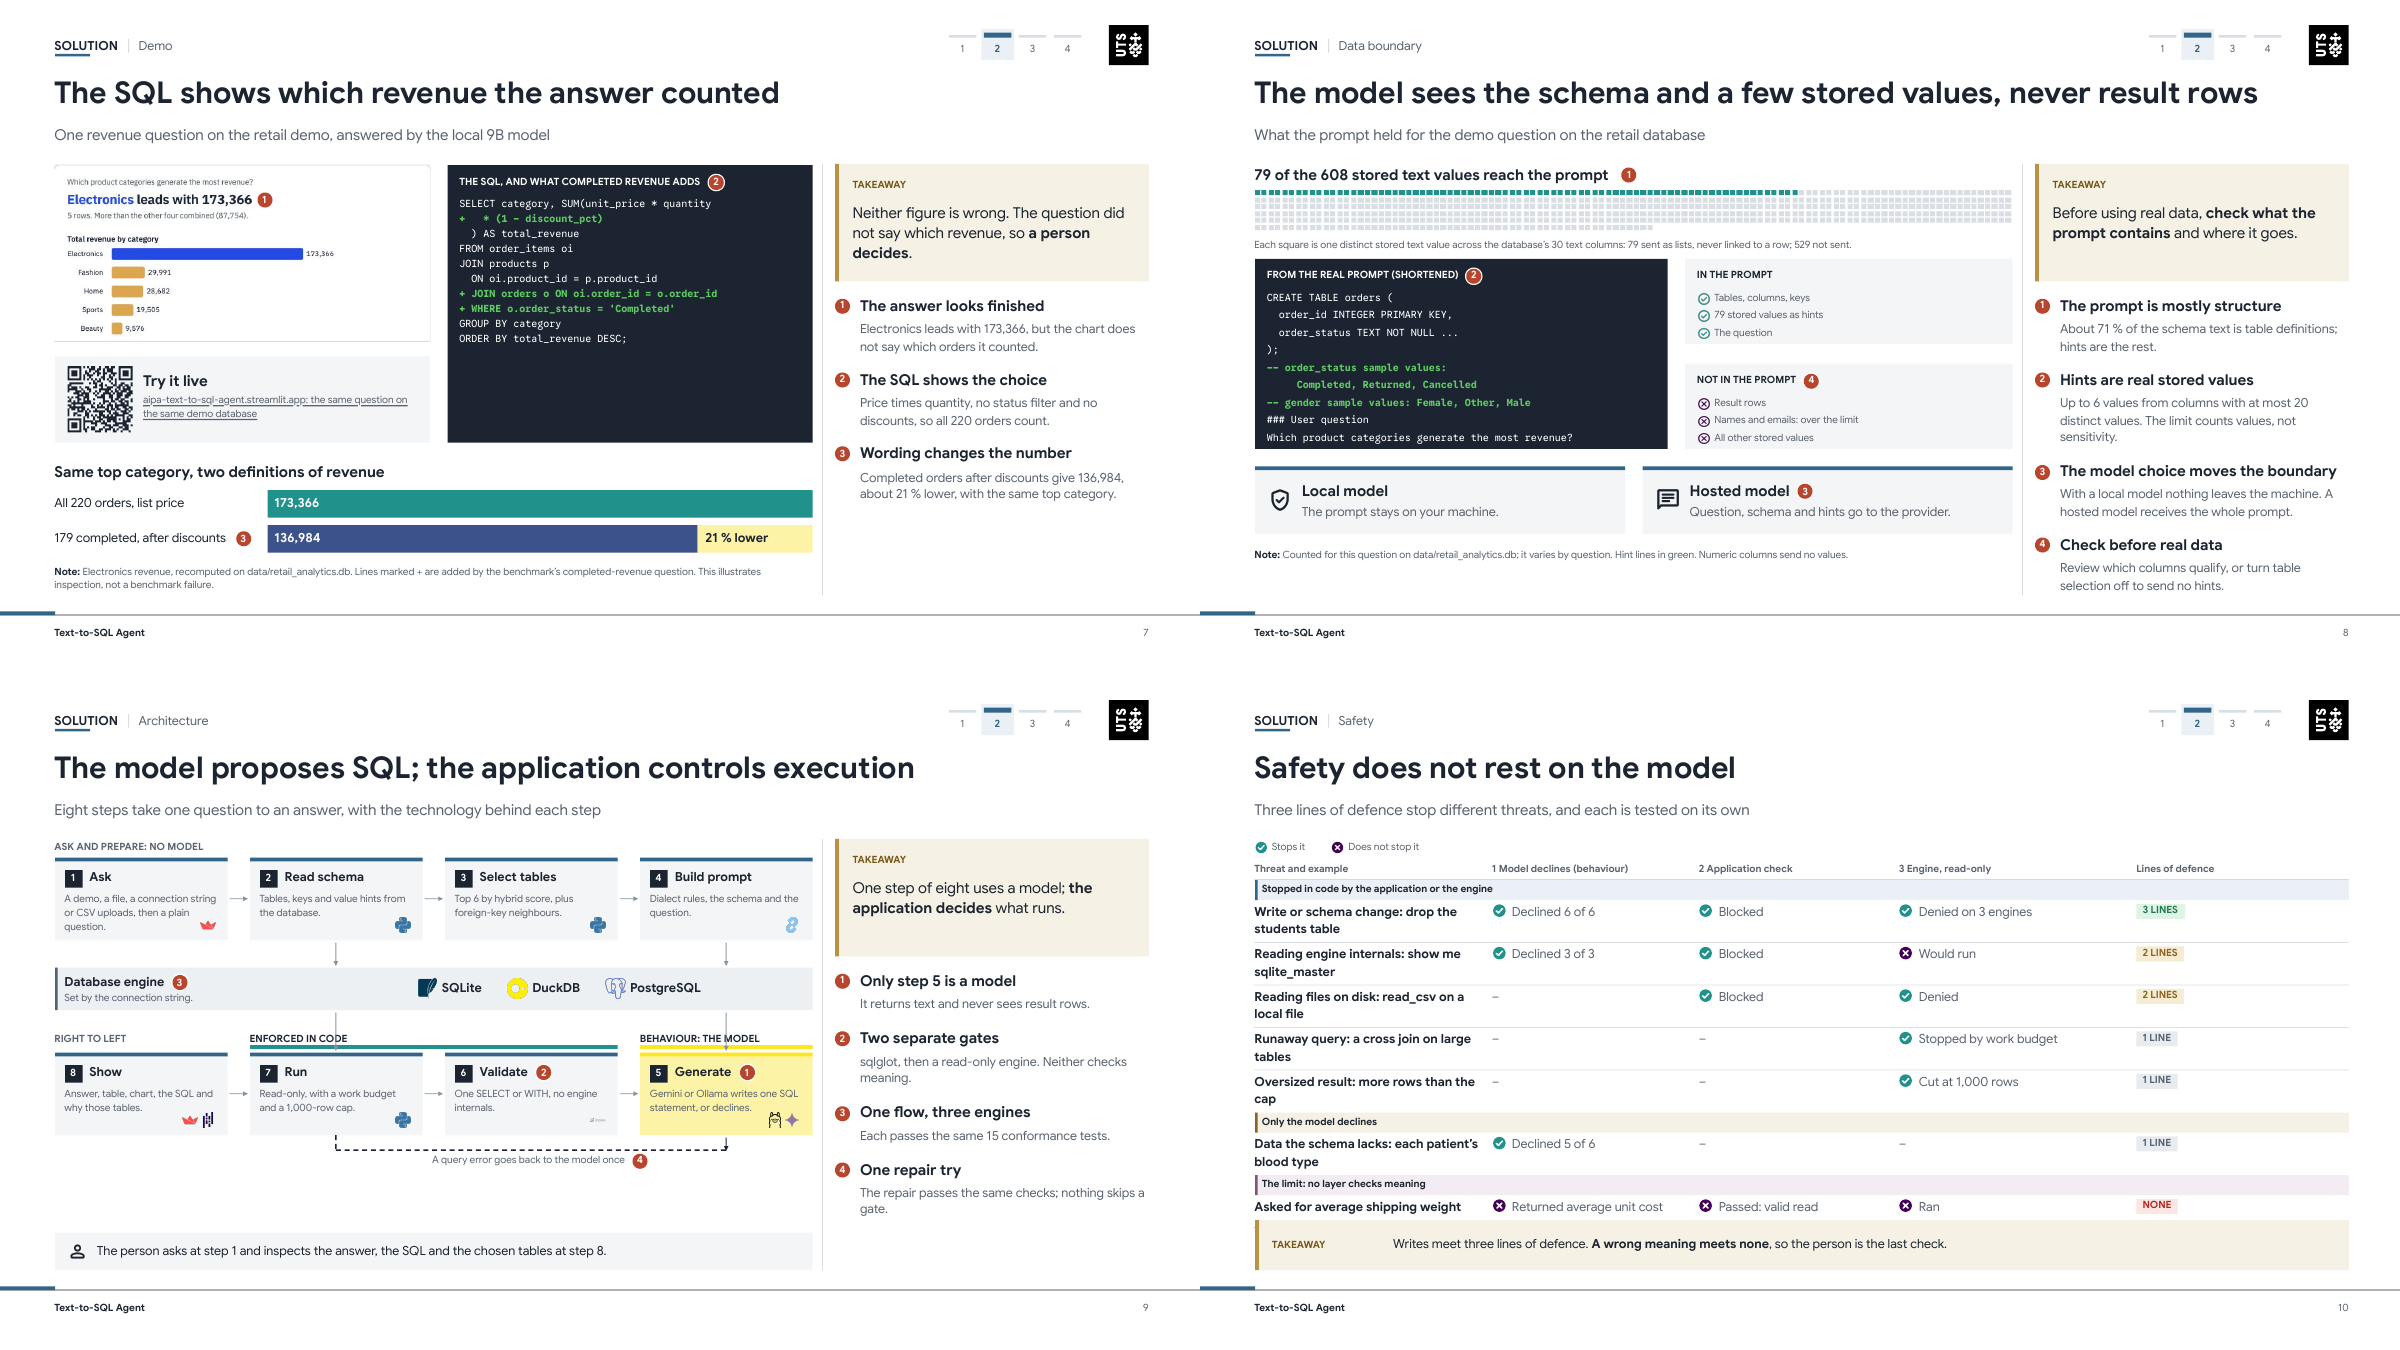 SOLUTION Demo
1 2 3 4
UTS
The SQL shows which revenue the answer counted
One revenue question on the retail demo, answered by the local 9B model
Which product categories generate the most revenue?
Electronics leads with 173,366 1
5 rows. More than the other four combined (87,754).
Total revenue by category
Electronics 173,366
Fashion 29,991
Home 28,682
Sports 19,505
Beauty 9,576
Try it live
aipa-text-to-sql-agent.streamlit.app: the same question on
the same demo database
THE SQL, AND WHAT COMPLETED REVENUE ADDS 2
SELECT category, SUM(unit_price * quantity
+ * (1 - discount_pct)
) AS total_revenue
FROM order_items oi
JOIN products p
ON oi.product_id = p.product_id
+ JOIN orders o ON oi.order_id = o.order_id
+ WHERE o.order_status = 'Completed'
GROUP BY category
ORDER BY total_revenue DESC;
Same top category, two definitions of revenue
All 220 orders, list price 173,366
179 completed, after discounts 3 136,984 21 % lower
Note: Electronics revenue, recomputed on data/retail_analytics.db. Lines marked + are added by the benchmark's completed-revenue question. This illustrates
inspection, not a benchmark failure.
TAKEAWAY
Neither figure is wrong. The question did
not say which revenue, so a person
decides.
1 The answer looks finished
Electronics leads with 173,366, but the chart does
not say which orders it counted.
2 The SQL shows the choice
Price times quantity, no status filter and no
discounts, so all 220 orders count.
3 Wording changes the number
Completed orders after discounts give 136,984,
about 21 % lower, with the same top category.
Text-to-SQL Agent 7
SOLUTION Data boundary
1 2 3 4
UTS
The model sees the schema and a few stored values, never result rows
What the prompt held for the demo question on the retail database
79 of the 608 stored text values reach the prompt 1
Each square is one distinct stored text value across the database's 30 text columns: 79 sent as lists, never linked to a row; 529 not sent.
FROM THE REAL PROMPT (SHORTENED) 2
CREATE TABLE orders (
order_id INTEGER PRIMARY KEY,
order_status TEXT NOT NULL ...
);
-- order_status sample values:
Completed, Returned, Cancelled
-- gender sample values: Female, Other, Male
### User question
Which product categories generate the most revenue?
IN THE PROMPT
Tables, columns, keys
79 stored values as hints
The question
NOT IN THE PROMPT 4
Result rows
Names and emails: over the limit
All other stored values
Local model
The prompt stays on your machine.
Hosted model 3
Question, schema and hints go to the provider.
Note: Counted for this question on data/retail_analytics.db; it varies by question. Hint lines in green. Numeric columns send no values.
TAKEAWAY
Before using real data, check what the
prompt contains and where it goes.
1 The prompt is mostly structure
About 71 % of the schema text is table definitions;
hints are the rest.
2 Hints are real stored values
Up to 6 values from columns with at most 20
distinct values. The limit counts values, not
sensitivity.
3 The model choice moves the boundary
With a local model nothing leaves the machine. A
hosted model receives the whole prompt.
4 Check before real data
Review which columns qualify, or turn table
selection off to send no hints.
Text-to-SQL Agent 8
SOLUTION Architecture
1 2 3 4
UTS
The model proposes SQL; the application controls execution
Eight steps take one question to an answer, with the technology behind each step
ASK AND PREPARE: NO MODEL
1 Ask
A demo, a file, a connection string
or CSV uploads, then a plain
question.
2 Read schema
Tables, keys and value hints from
the database.
3 Select tables
Top 6 by hybrid score, plus
foreign-key neighbours.
4 Build prompt
Dialect rules, the schema and the
question.
Database engine 3
Set by the connection string.
SQLite DuckDB PostgreSQL
RIGHT TO LEFT ENFORCED IN CODE BEHAVIOUR: THE MODEL
8 Show
Answer, table, chart, the SQL and
why those tables.
7 Run
Read-only, with a work budget
and a 1,000-row cap.
6 Validate 2
One SELECT or WITH, no engine
internals.
5 Generate 1
Gemini or Ollama writes one SQL
statement, or declines.
A query error goes back to the model once 4
The person asks at step 1 and inspects the answer, the SQL and the chosen tables at step 8.
TAKEAWAY
One step of eight uses a model; the
application decides what runs.
1 Only step 5 is a model
It returns text and never sees result rows.
2 Two separate gates
sqlglot, then a read-only engine. Neither checks
meaning.
3 One flow, three engines
Each passes the same 15 conformance tests.
4 One repair try
The repair passes the same checks; nothing skips a
gate.
Text-to-SQL Agent 9
SOLUTION Safety
1 2 3 4
UTS
Safety does not rest on the model
Three lines of defence stop different threats, and each is tested on its own
Stops it Does not stop it
Threat and example 1 Model declines (behaviour) 2 Application check 3 Engine, read-only Lines of defence
Stopped in code by the application or the engine
Write or schema change: drop the Declined 6 of 6 Blocked Denied on 3 engines 3 LINES
students table
Reading engine internals: show me Declined 3 of 3 Blocked Would run 2 LINES
sqlite_master
Reading files on disk: read_csv on a – Blocked Denied 2 LINES
local file
Runaway query: a cross join on large – – Stopped by work budget 1 LINE
tables
Oversized result: more rows than the – – Cut at 1,000 rows 1 LINE
cap
Only the model declines
Data the schema lacks: each patient's Declined 5 of 6 – – 1 LINE
blood type
The limit: no layer checks meaning
Asked for average shipping weight Returned average unit cost Passed: valid read Ran NONE
TAKEAWAY Writes meet three lines of defence. A wrong meaning meets none, so the person is the last check.
Text-to-SQL Agent 10